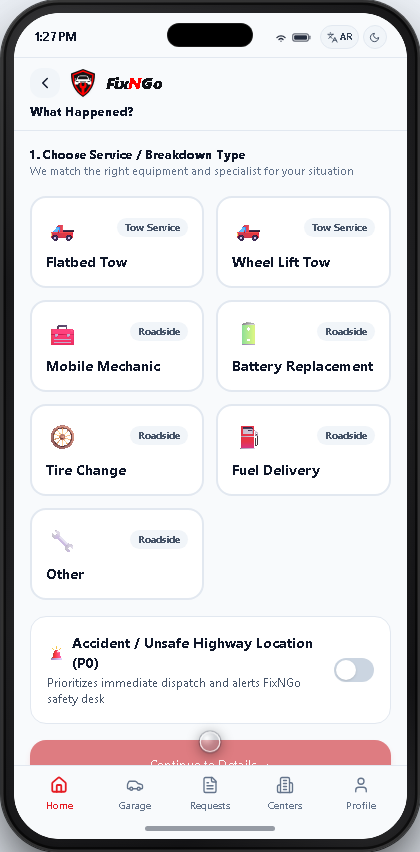 1:27 PM
AR
FixNGo
What Happened?
1. Choose Service / Breakdown Type
We match the right equipment and specialist for your situation
Tow Service
Flatbed Tow
Tow Service
Wheel Lift Tow
Roadside
Mobile Mechanic
Roadside
Battery Replacement
Roadside
Tire Change
Roadside
Fuel Delivery
Roadside
Other
Accident / Unsafe Highway Location
(P0)
Prioritizes immediate dispatch and alerts FixNGo
safety desk
Continue to Details
Home
Garage
Requests
Centers
Profile